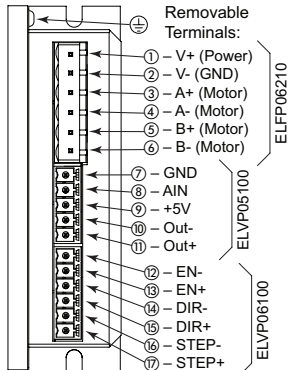 Removable
Terminals:
① – V+ (Power)
② – V- (GND)
③ – A+ (Motor)
④ – A- (Motor)
⑤ – B+ (Motor)
⑥ – B- (Motor)
ELFP06210
⑦ – GND
⑧ – AIN
⑨ – +5V
⑩ – Out-
⑪ – Out+
ELVP05100
⑫ – EN-
⑬ – EN+
⑭ – DIR-
⑮ – DIR+
⑯ – STEP-
⑰ – STEP+
ELVP06100